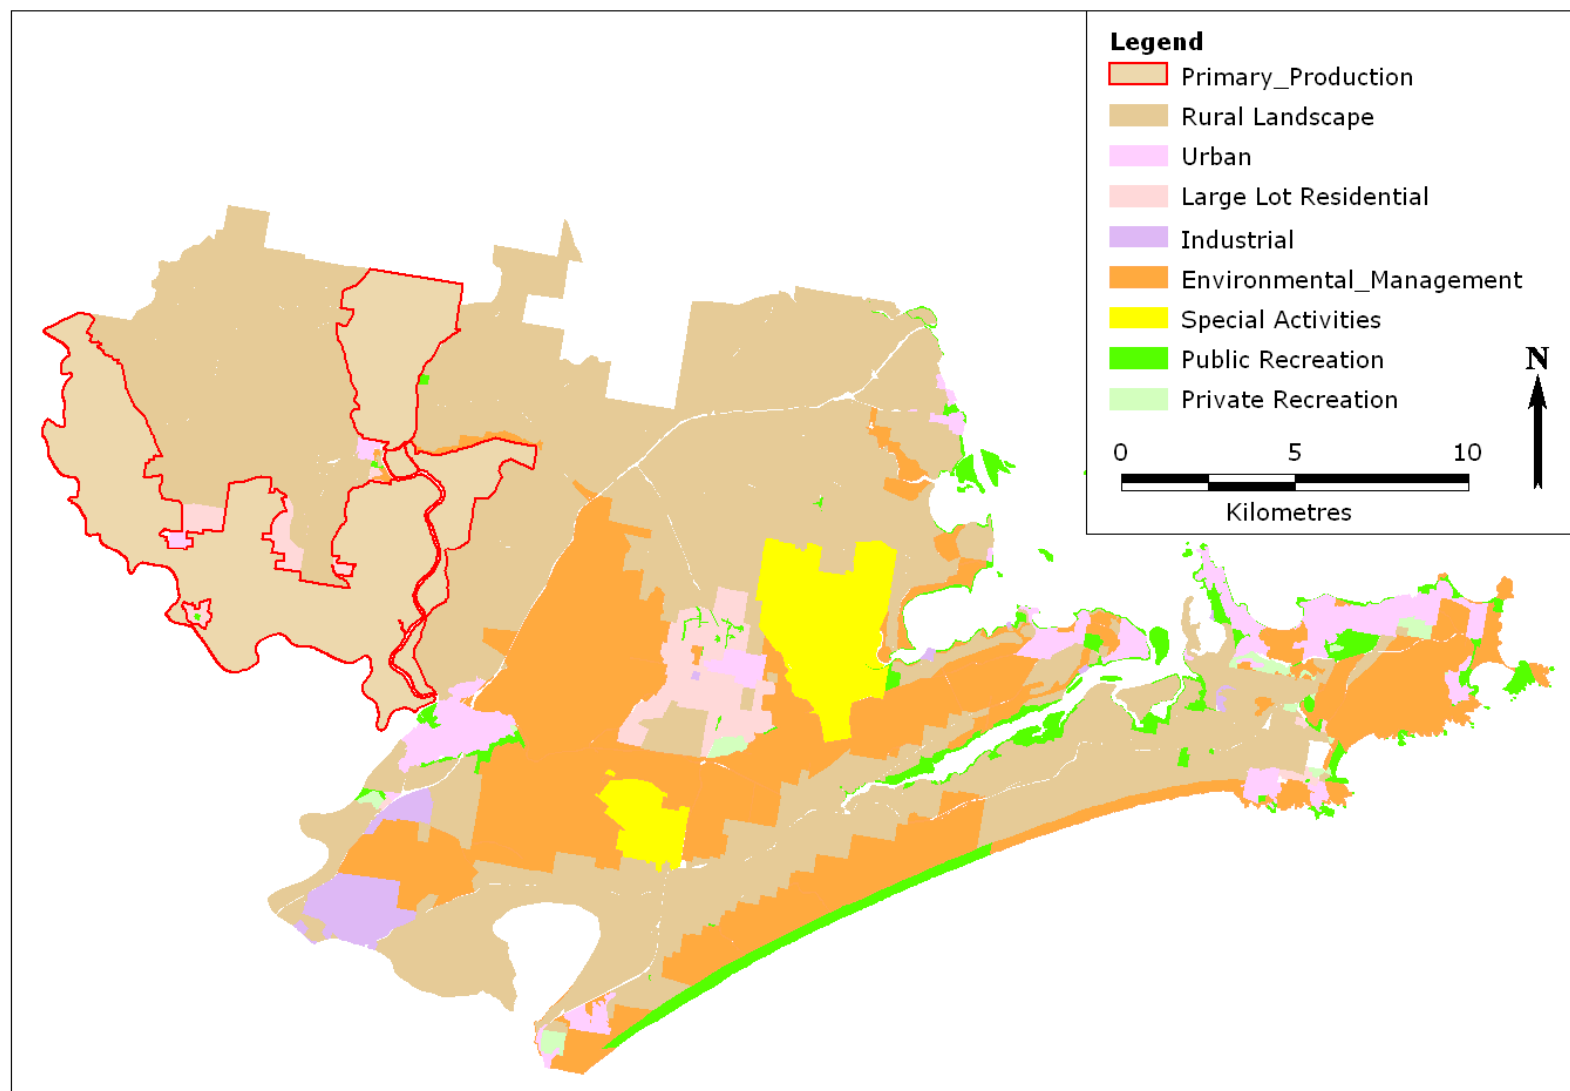 Legend
Primary_Production
Rural Landscape
Urban
Large Lot Residential
Industrial
Environmental_Management
Special Activities
Public Recreation
Private Recreation
N
0 5 10
Kilometres